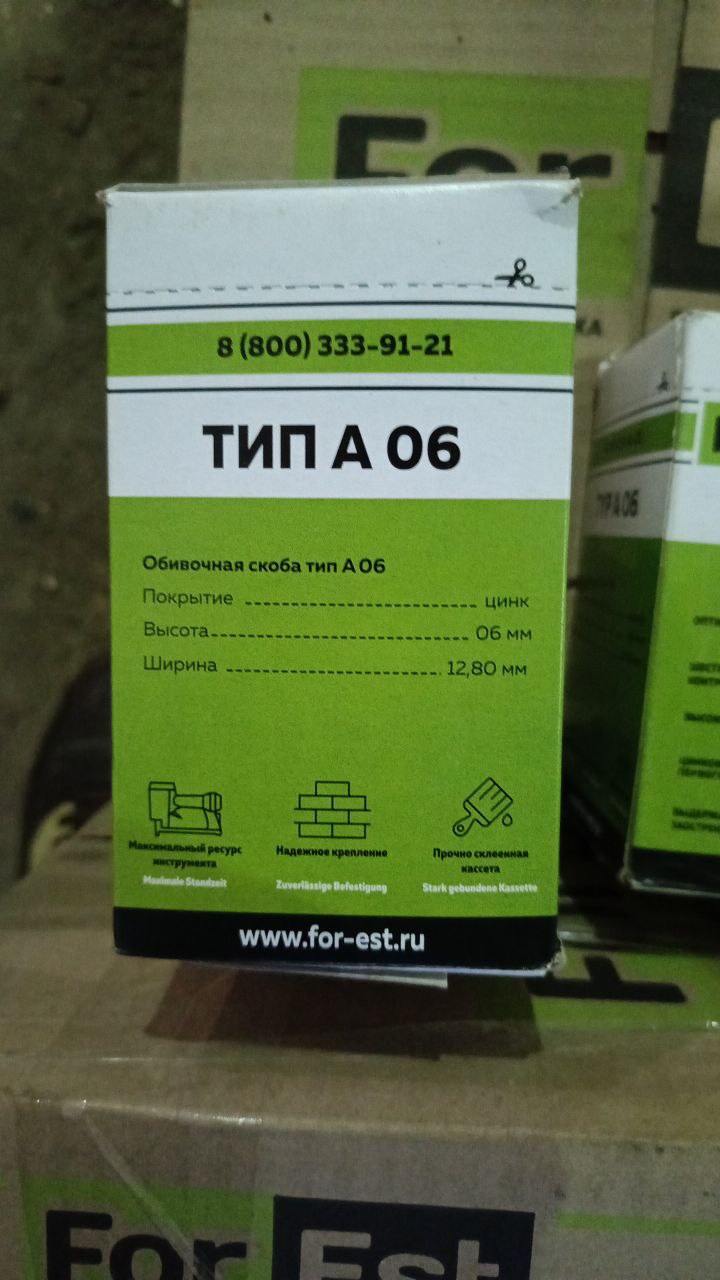 For
8 (800) 333-91-21
ТИП А 06
Обивочная скоба тип А 06
Покрытие цинк
Высота 06 мм
Ширина 12,80 мм
Максимальный ресурс
инструмента
Maximale Standzeit
Надежное крепление
Zuverlässige Befestigung
Прочно склеенная
кассета
Stark gebundene Kassette
www.for-est.ru
TYP A 06
For Est